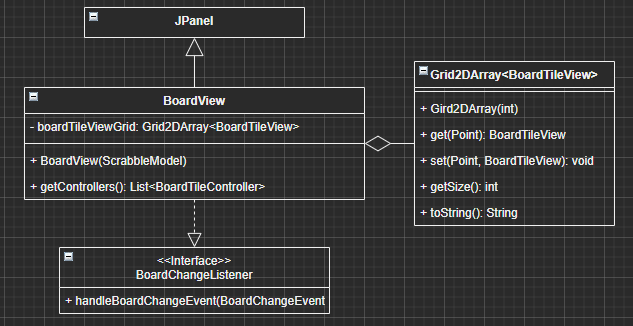 JPanel
BoardView
- boardTileViewGrid: Grid2DArray<BoardTileView>
+ BoardView(ScrabbleModel)
+ getControllers(): List<BoardTileController>
Grid2DArray<BoardTileView>
+ Gird2DArray(int)
+ get(Point): BoardTileView
+ set(Point, BoardTileView): void
+ getSize(): int
+ toString(): String
<<Interface>>
BoardChangeListener
+ handleBoardChangeEvent(BoardChangeEvent